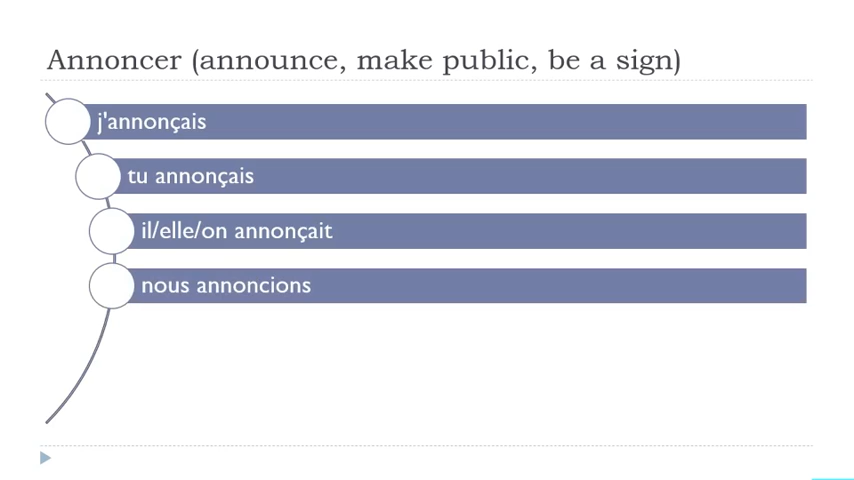 Annoncer (announce, make public, be a sign)
j'annonçais
tu annonçais
il/elle/on annonçait
nous annoncions